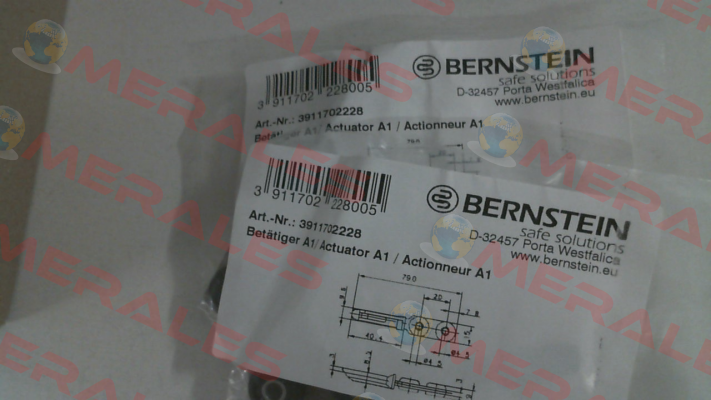 BERNSTEIN
safe solutions
D-32457 Porta Westfalica
www.bernstein.eu
3 911702 228005
Art.-Nr.: 3911702228
Betätiger A1 / Actuator A1 / Actionneur A1
BERNSTEIN
safe solutions
D-32457 Porta Westfalica
www.bernstein.eu
3 911702 228005
Art.-Nr.: 3911702228
Betätiger A1 / Actuator A1 / Actionneur A1
20
40.4
MERALES
MERALES
MERALES